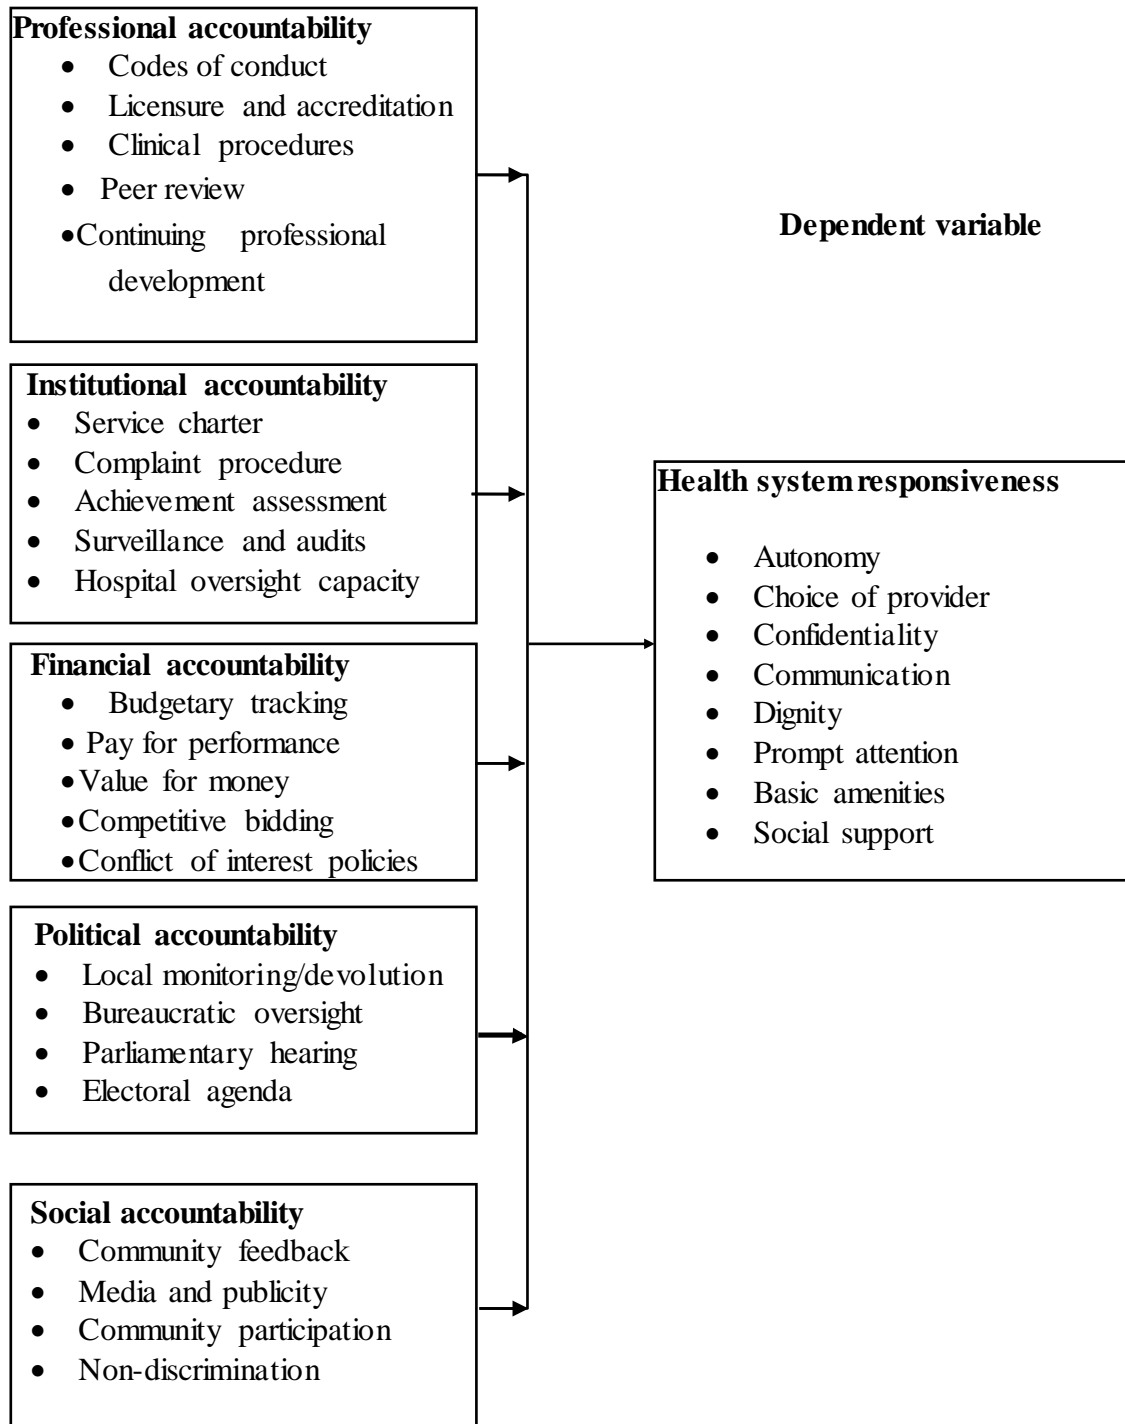 Professional accountability
• Codes of conduct
• Licensure and accreditation
• Clinical procedures
• Peer review
•Continuing professional
development
Dependent variable
Institutional accountability
• Service charter
• Complaint procedure
• Achievement assessment
• Surveillance and audits
• Hospital oversight capacity
Health system responsiveness
• Autonomy
• Choice of provider
• Confidentiality
• Communication
• Dignity
• Prompt attention
• Basic amenities
• Social support
Financial accountability
• Budgetary tracking
• Pay for performance
•Value for money
•Competitive bidding
•Conflict of interest policies
Political accountability
• Local monitoring/devolution
• Bureaucratic oversight
• Parliamentary hearing
• Electoral agenda
Social accountability
• Community feedback
• Media and publicity
• Community participation
• Non-discrimination